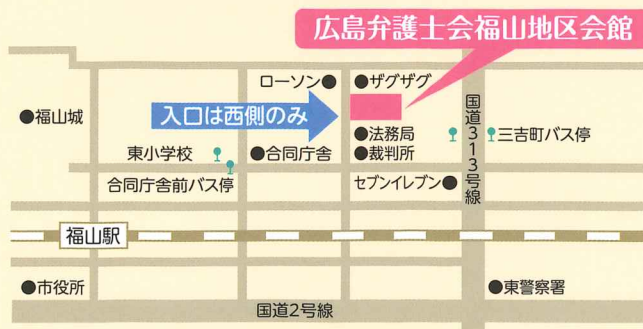 広島弁護士会福山地区会館
ローソン●
●ザグザグ
●福山城
入口は西側のみ
国道313号線
●法務局
三吉町バス停
東小学校
●合同庁舎
●裁判所
合同庁舎前バス停
セブンイレブン●
福山駅
●市役所
●東警察署
国道2号線